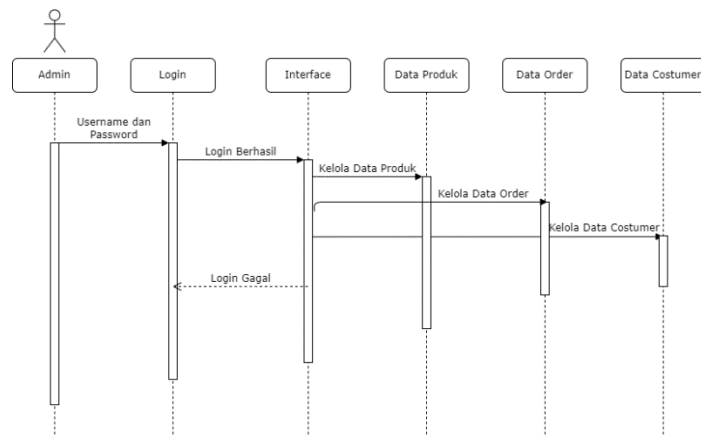 Admin
Login
Interface
Data Produk
Data Order
Data Costumer
Username dan
Password
Login Berhasil
Kelola Data Produk
Kelola Data Order
Kelola Data Costumer
Login Gagal